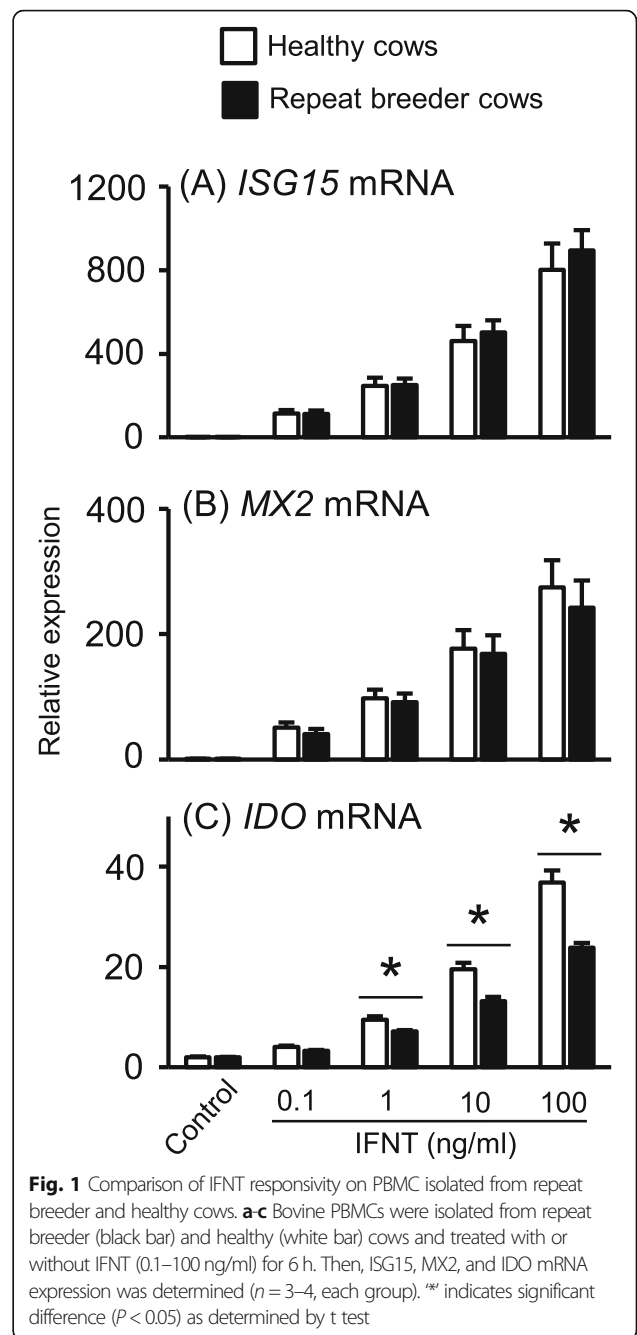 Healthy cows
Repeat breeder cows
(A) ISG15 mRNA
1200
800
400
0
(B) MX2 mRNA
400
200
0
Relative expression
(C) IDO mRNA
40
20
0
*
*
*
Control
0.1 1 10 100
IFNT (ng/ml)
Fig. 1 Comparison of IFNT responsivity on PBMC isolated from repeat
breeder and healthy cows. a-c Bovine PBMCs were isolated from repeat
breeder (black bar) and healthy (white bar) cows and treated with or
without IFNT (0.1–100 ng/ml) for 6 h. Then, ISG15, MX2, and IDO mRNA
expression was determined (n = 3–4, each group). ‘*’ indicates significant
difference (P < 0.05) as determined by t test